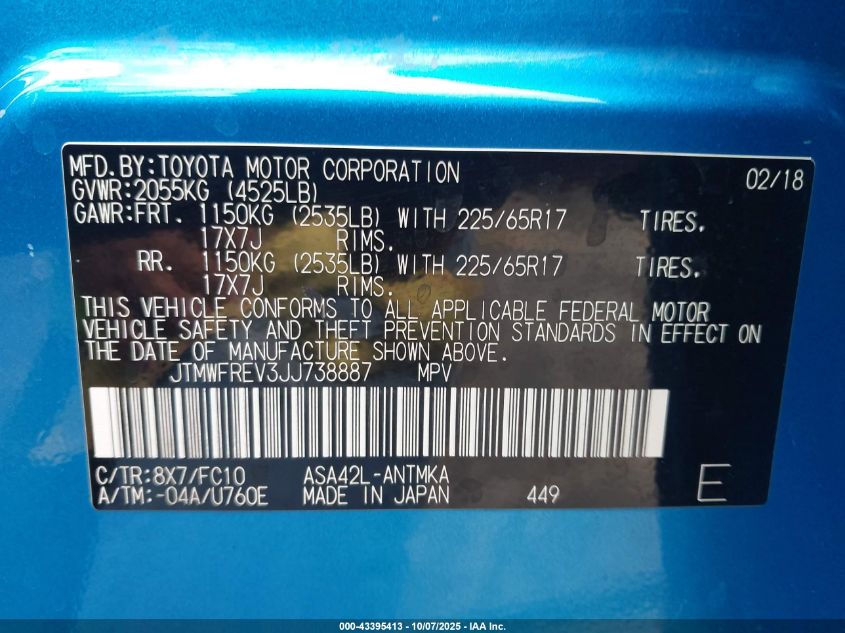 MFD.BY:TOYOTA MOTOR CORPORATION 02/18
GVWR:2055KG (4525LB)
GAWR:FRT. 1150KG (2535LB) WITH 225/65R17 TIRES.
17X7J RIMS.
RR. 1150KG (2535LB) WITH 225/65R17 TIRES.
17X7J RIMS.
THIS VEHICLE CONFORMS TO ALL APPLICABLE FEDERAL MOTOR
VEHICLE SAFETY AND THEFT PREVENTION STANDARDS IN EFFECT ON
THE DATE OF MANUFACTURE SHOWN ABOVE.
JTMWFREV3JJ738887 MPV
C/TR:8X7/FC10 ASA42L-ANTMKA
A/TM:-04A/U760E MADE IN JAPAN 449 E
000-43395413 - 10/07/2025 - IAA Inc.